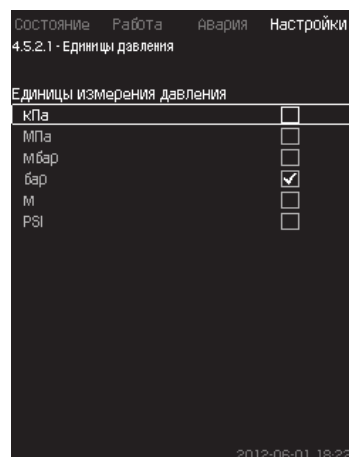 Состояние Работа Авария Настройки
4.5.2.1 - Единицы давления
Единицы измерения давления
кПа
МПа
мбар
бар
м
PSI
2012-06-01 18:22